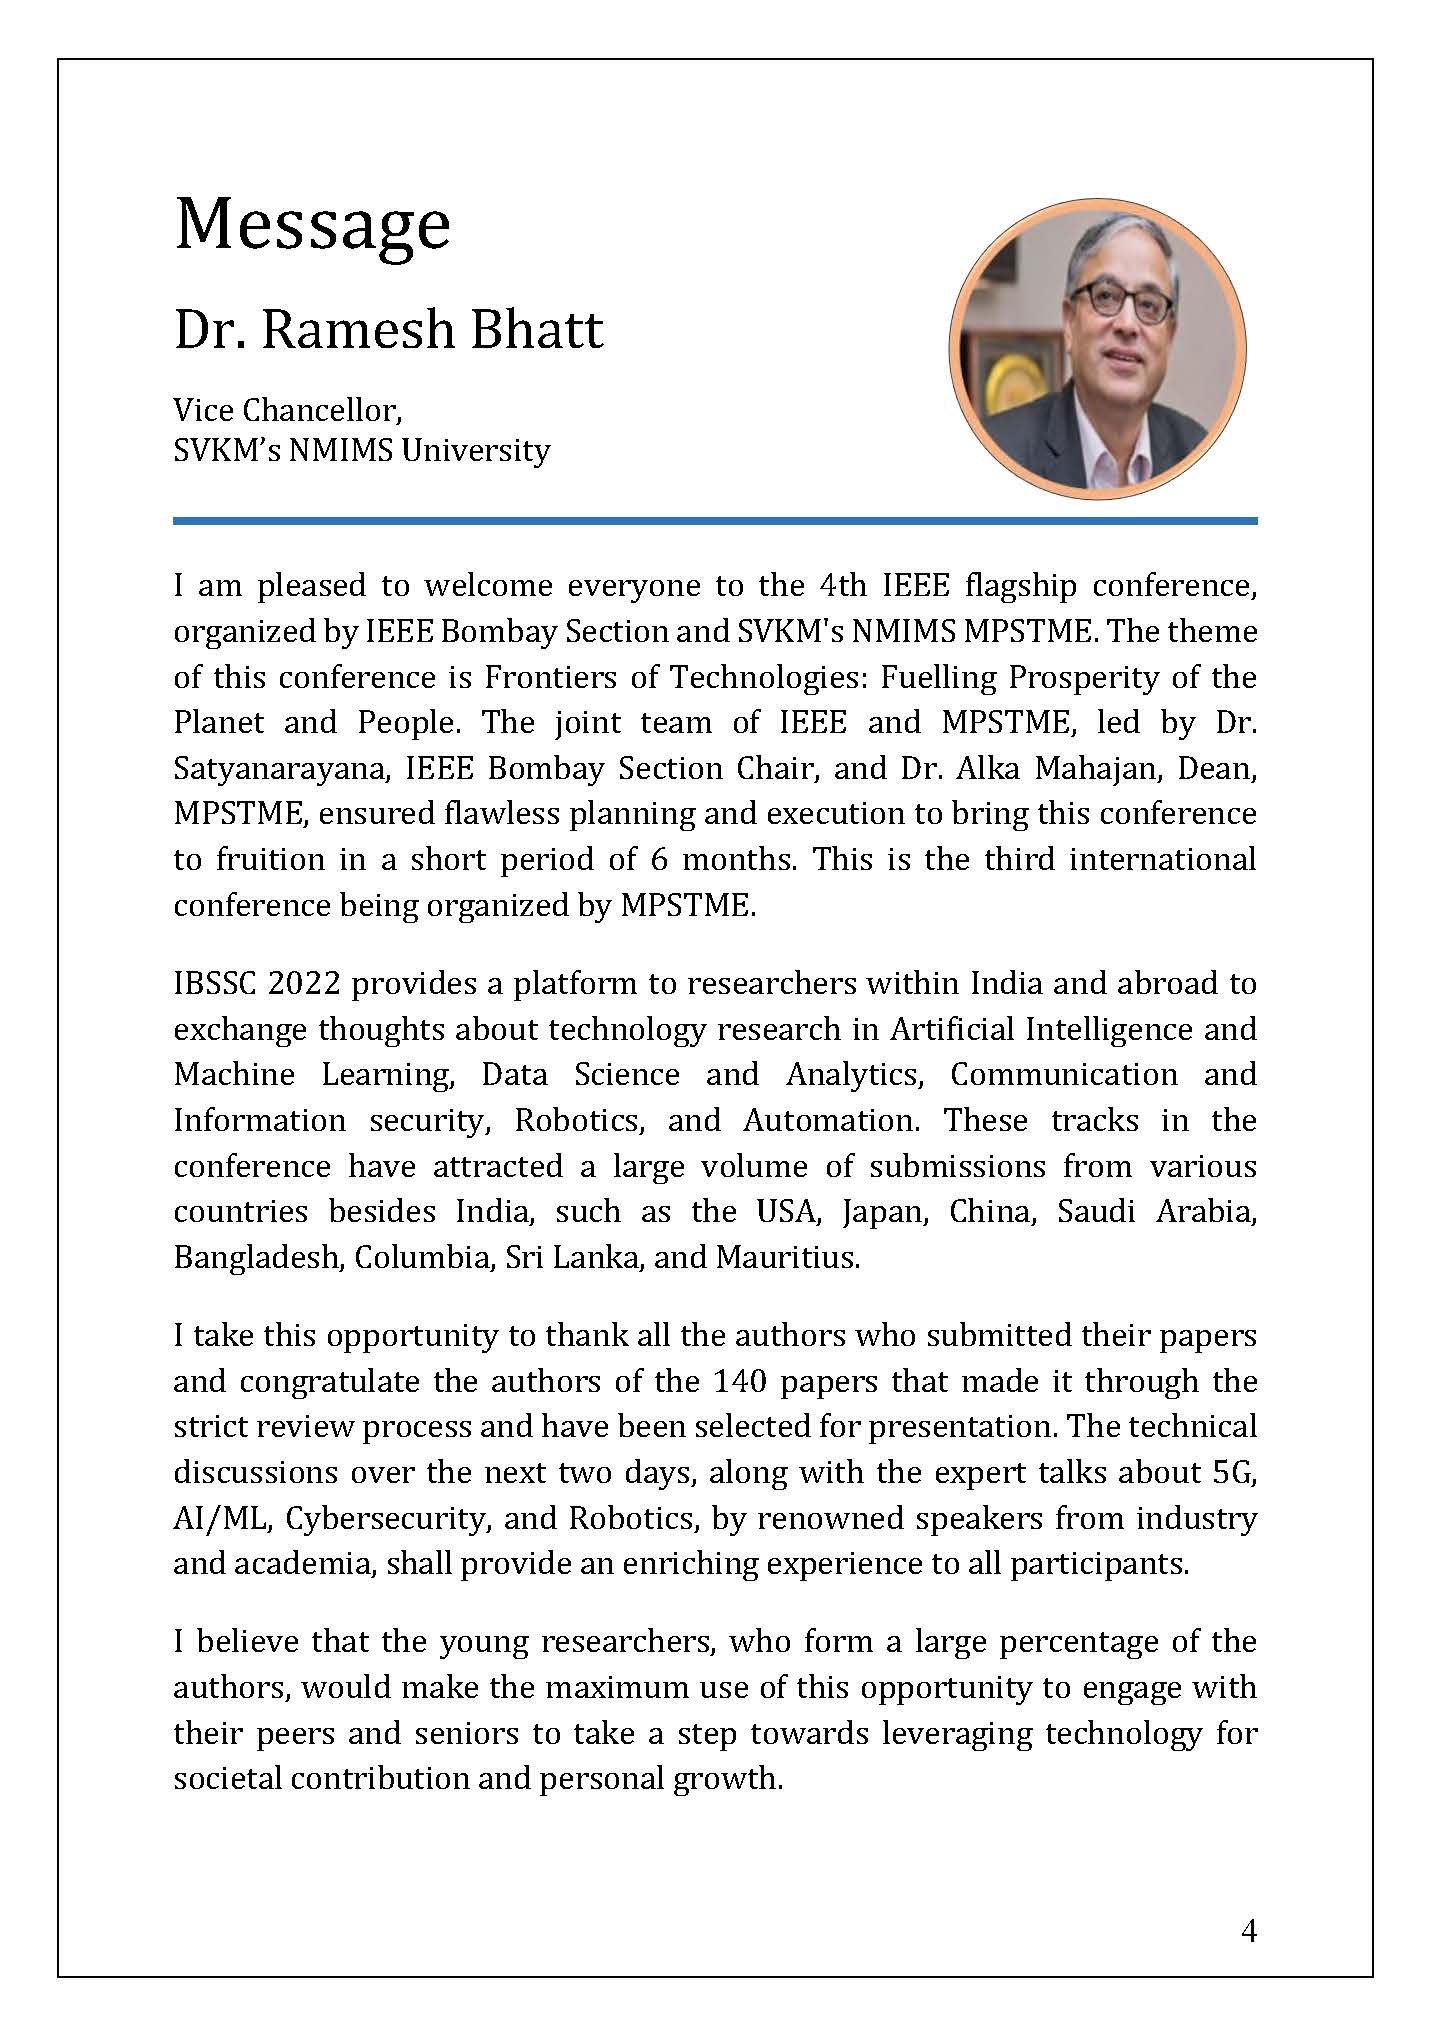 Message
Dr. Ramesh Bhatt
Vice Chancellor,
SVKM’s NMIMS University
I am pleased to welcome everyone to the 4th IEEE flagship conference,
organized by IEEE Bombay Section and SVKM's NMIMS MPSTME. The theme
of this conference is Frontiers of Technologies: Fuelling Prosperity of the
Planet and People. The joint team of IEEE and MPSTME, led by Dr.
Satyanarayana, IEEE Bombay Section Chair, and Dr. Alka Mahajan, Dean,
MPSTME, ensured flawless planning and execution to bring this conference
to fruition in a short period of 6 months. This is the third international
conference being organized by MPSTME.
IBSSC 2022 provides a platform to researchers within India and abroad to
exchange thoughts about technology research in Artificial Intelligence and
Machine Learning, Data Science and Analytics, Communication and
Information security, Robotics, and Automation. These tracks in the
conference have attracted a large volume of submissions from various
countries besides India, such as the USA, Japan, China, Saudi Arabia,
Bangladesh, Columbia, Sri Lanka, and Mauritius.
I take this opportunity to thank all the authors who submitted their papers
and congratulate the authors of the 140 papers that made it through the
strict review process and have been selected for presentation. The technical
discussions over the next two days, along with the expert talks about 5G,
AI/ML, Cybersecurity, and Robotics, by renowned speakers from industry
and academia, shall provide an enriching experience to all participants.
I believe that the young researchers, who form a large percentage of the
authors, would make the maximum use of this opportunity to engage with
their peers and seniors to take a step towards leveraging technology for
societal contribution and personal growth.
4